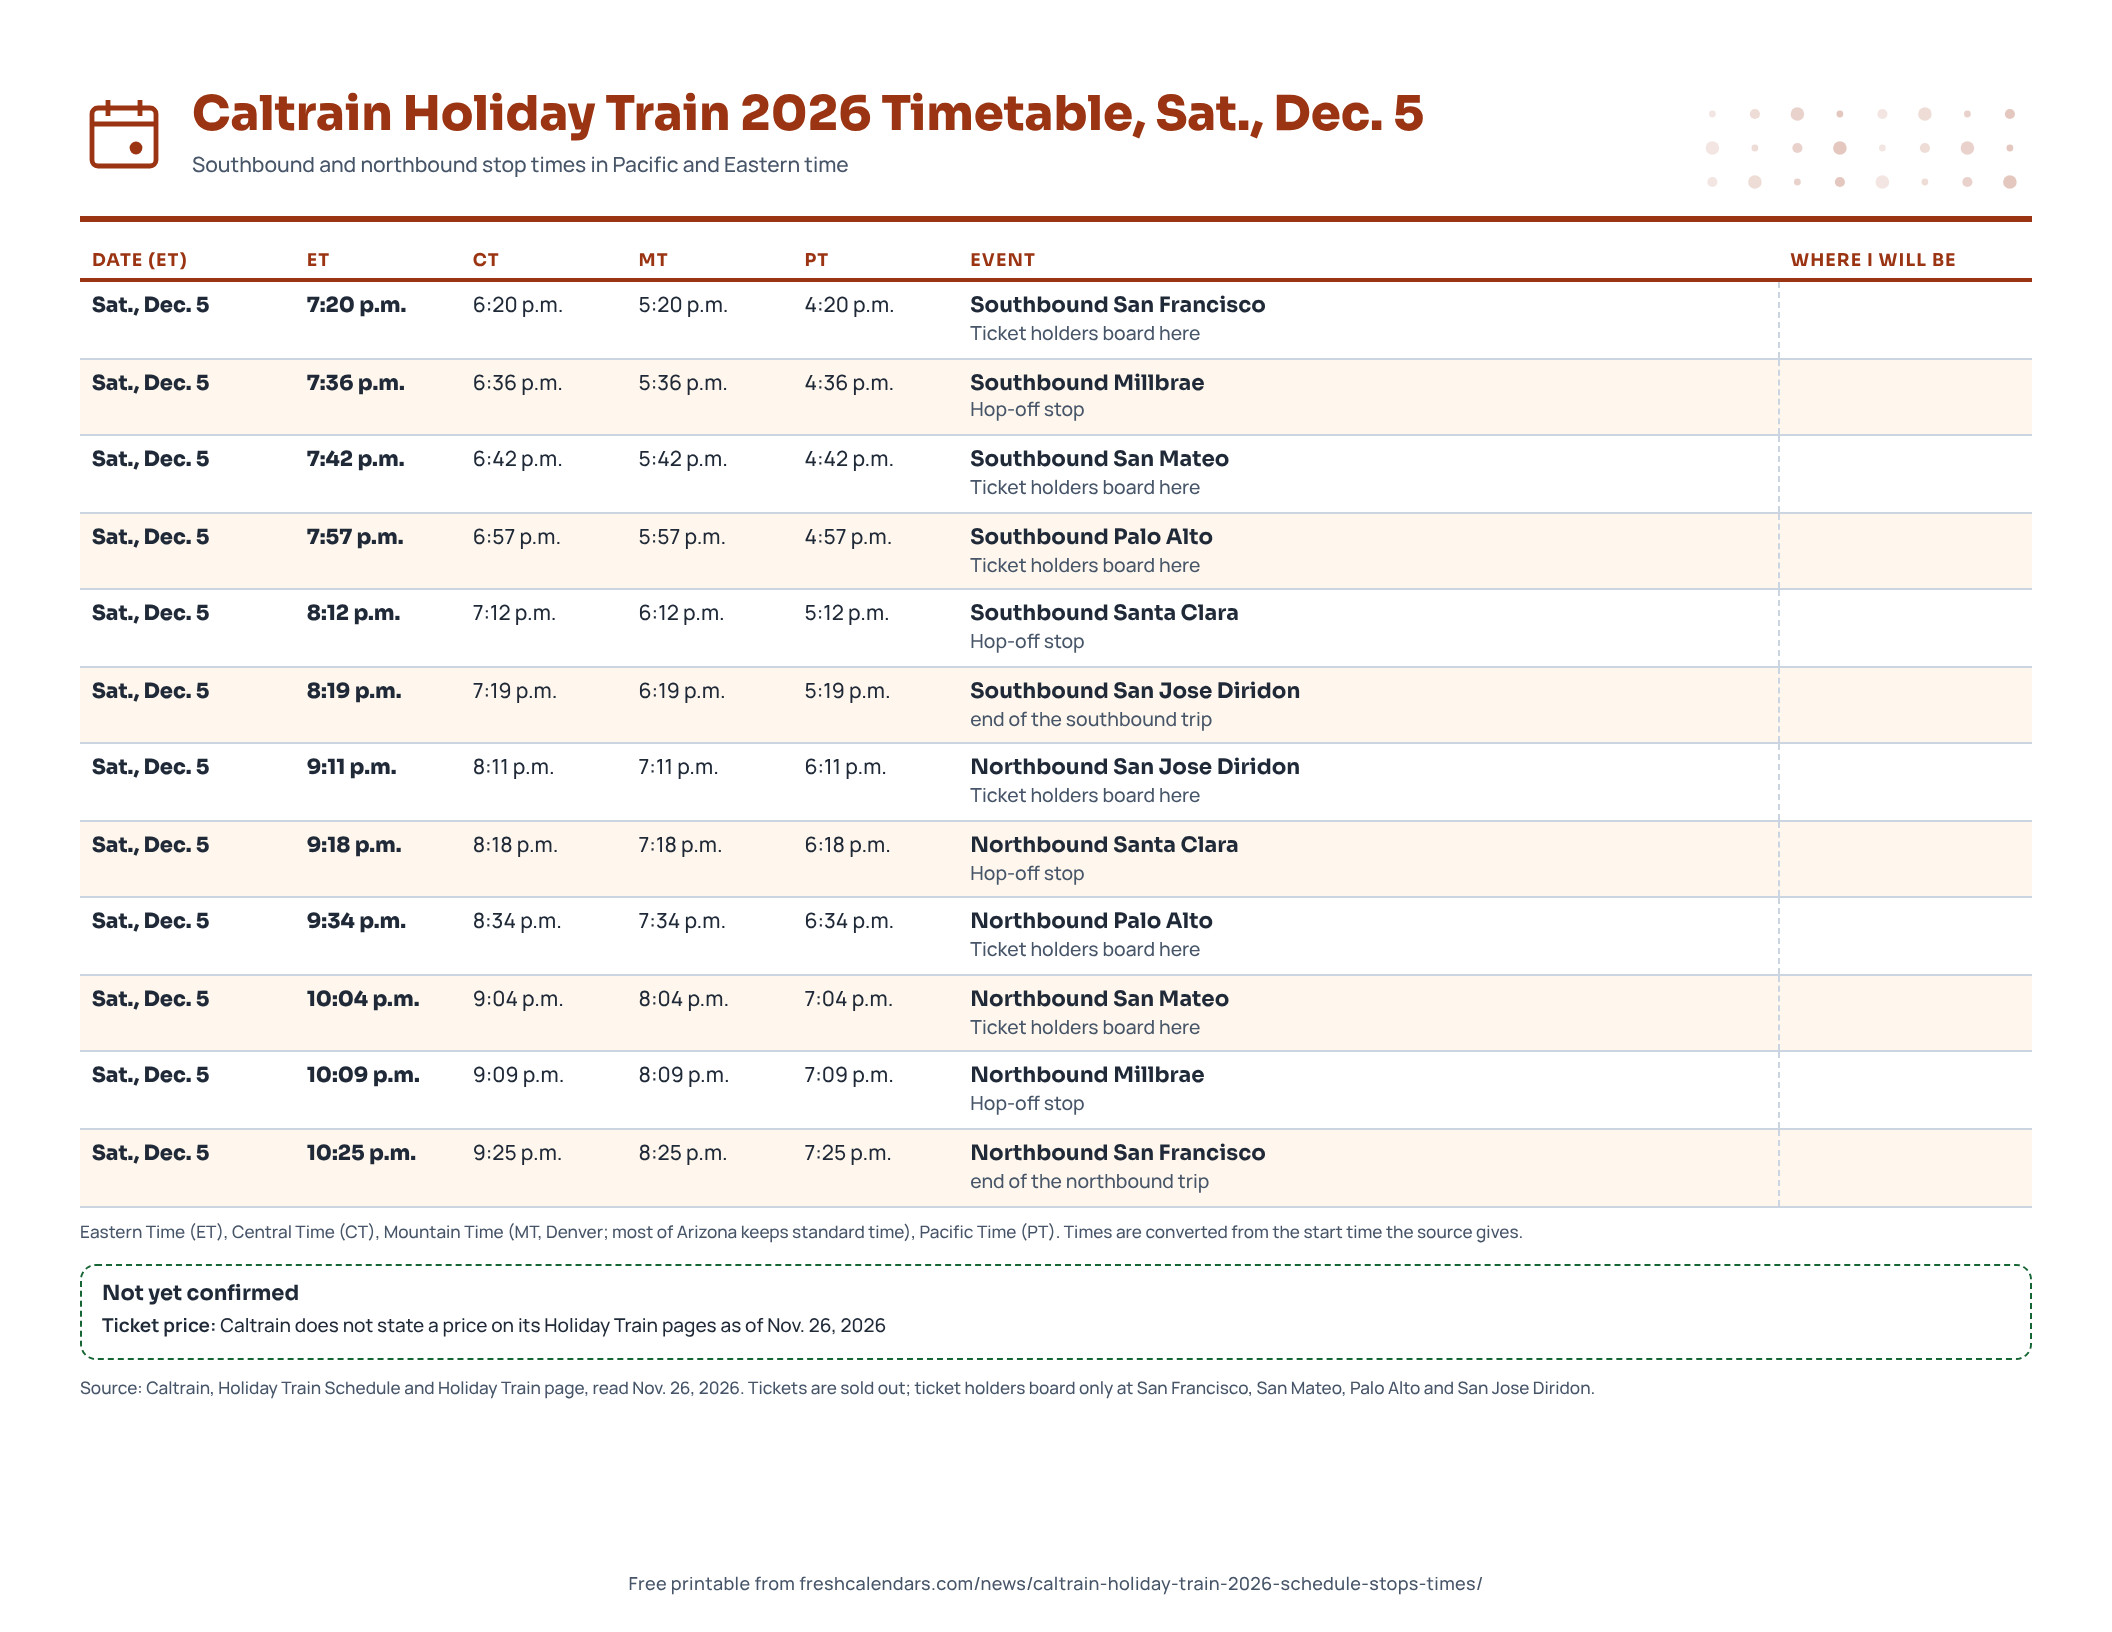 Caltrain Holiday Train 2026 Timetable, Sat., Dec. 5
Southbound and northbound stop times in Pacific and Eastern time
DATE (ET) ET CT MT PT EVENT WHERE I WILL BE
Sat., Dec. 5 7:20 p.m. 6:20 p.m. 5:20 p.m. 4:20 p.m. Southbound San Francisco
Ticket holders board here
Sat., Dec. 5 7:36 p.m. 6:36 p.m. 5:36 p.m. 4:36 p.m. Southbound Millbrae
Hop-off stop
Sat., Dec. 5 7:42 p.m. 6:42 p.m. 5:42 p.m. 4:42 p.m. Southbound San Mateo
Ticket holders board here
Sat., Dec. 5 7:57 p.m. 6:57 p.m. 5:57 p.m. 4:57 p.m. Southbound Palo Alto
Ticket holders board here
Sat., Dec. 5 8:12 p.m. 7:12 p.m. 6:12 p.m. 5:12 p.m. Southbound Santa Clara
Hop-off stop
Sat., Dec. 5 8:19 p.m. 7:19 p.m. 6:19 p.m. 5:19 p.m. Southbound San Jose Diridon
end of the southbound trip
Sat., Dec. 5 9:11 p.m. 8:11 p.m. 7:11 p.m. 6:11 p.m. Northbound San Jose Diridon
Ticket holders board here
Sat., Dec. 5 9:18 p.m. 8:18 p.m. 7:18 p.m. 6:18 p.m. Northbound Santa Clara
Hop-off stop
Sat., Dec. 5 9:34 p.m. 8:34 p.m. 7:34 p.m. 6:34 p.m. Northbound Palo Alto
Ticket holders board here
Sat., Dec. 5 10:04 p.m. 9:04 p.m. 8:04 p.m. 7:04 p.m. Northbound San Mateo
Ticket holders board here
Sat., Dec. 5 10:09 p.m. 9:09 p.m. 8:09 p.m. 7:09 p.m. Northbound Millbrae
Hop-off stop
Sat., Dec. 5 10:25 p.m. 9:25 p.m. 8:25 p.m. 7:25 p.m. Northbound San Francisco
end of the northbound trip
Eastern Time (ET), Central Time (CT), Mountain Time (MT, Denver; most of Arizona keeps standard time), Pacific Time (PT). Times are converted from the start time the source gives.
Not yet confirmed
Ticket price: Caltrain does not state a price on its Holiday Train pages as of Nov. 26, 2026
Source: Caltrain, Holiday Train Schedule and Holiday Train page, read Nov. 26, 2026. Tickets are sold out; ticket holders board only at San Francisco, San Mateo, Palo Alto and San Jose Diridon.
Free printable from freshcalendars.com/news/caltrain-holiday-train-2026-schedule-stops-times/